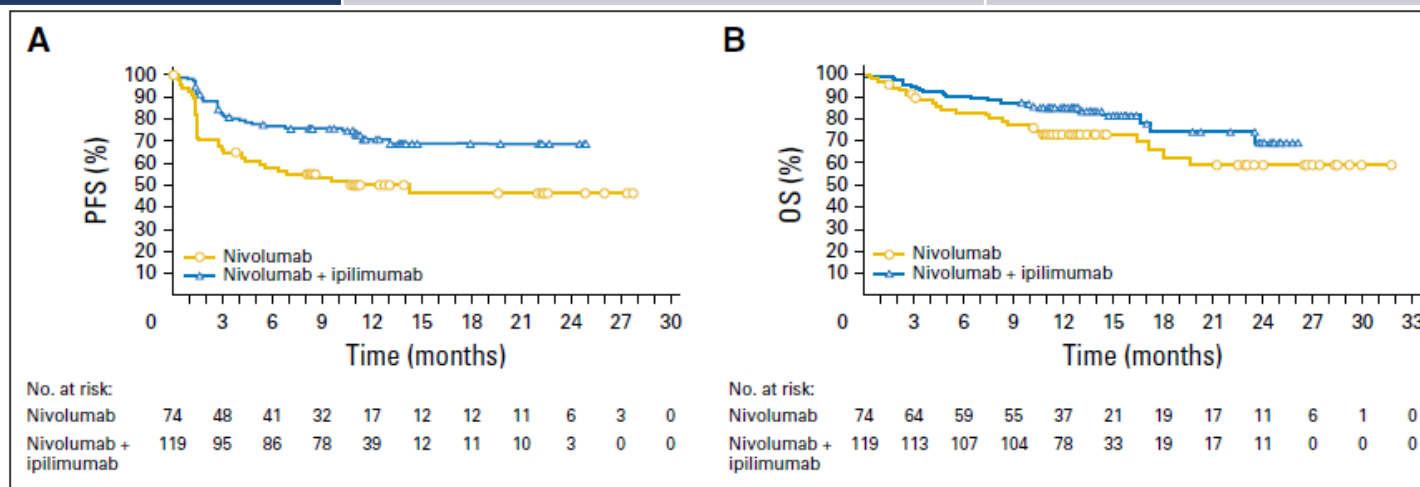 A
PFS (%)
100
90
80
70
60
50
40
30
20
10
Nivolumab
Nivolumab + ipilimumab
0 3 6 9 12 15 18 21 24 27 30
Time (months)
No. at risk:
Nivolumab 74 48 41 32 17 12 12 11 6 3 0
Nivolumab + 119 95 86 78 39 12 11 10 3 0 0
ipilimumab
B
OS (%)
100
90
80
70
60
50
40
30
20
10
Nivolumab
Nivolumab + ipilimumab
0 3 6 9 12 15 18 21 24 27 30 33
Time (months)
No. at risk:
Nivolumab 74 64 59 55 37 21 19 17 11 6 1 0
Nivolumab + 119 113 107 104 78 33 19 17 11 0 0 0
ipilimumab